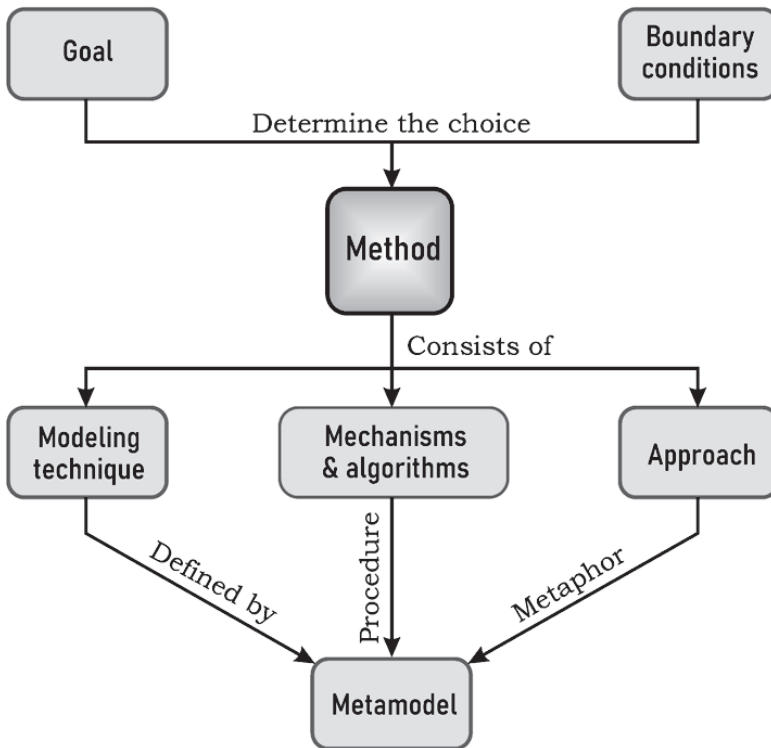 Goal
Boundary
conditions
Determine the choice
Method
Consists of
Modeling
technique
Mechanisms
& algorithms
Approach
Defined by
Procedure
Metaphor
Metamodel